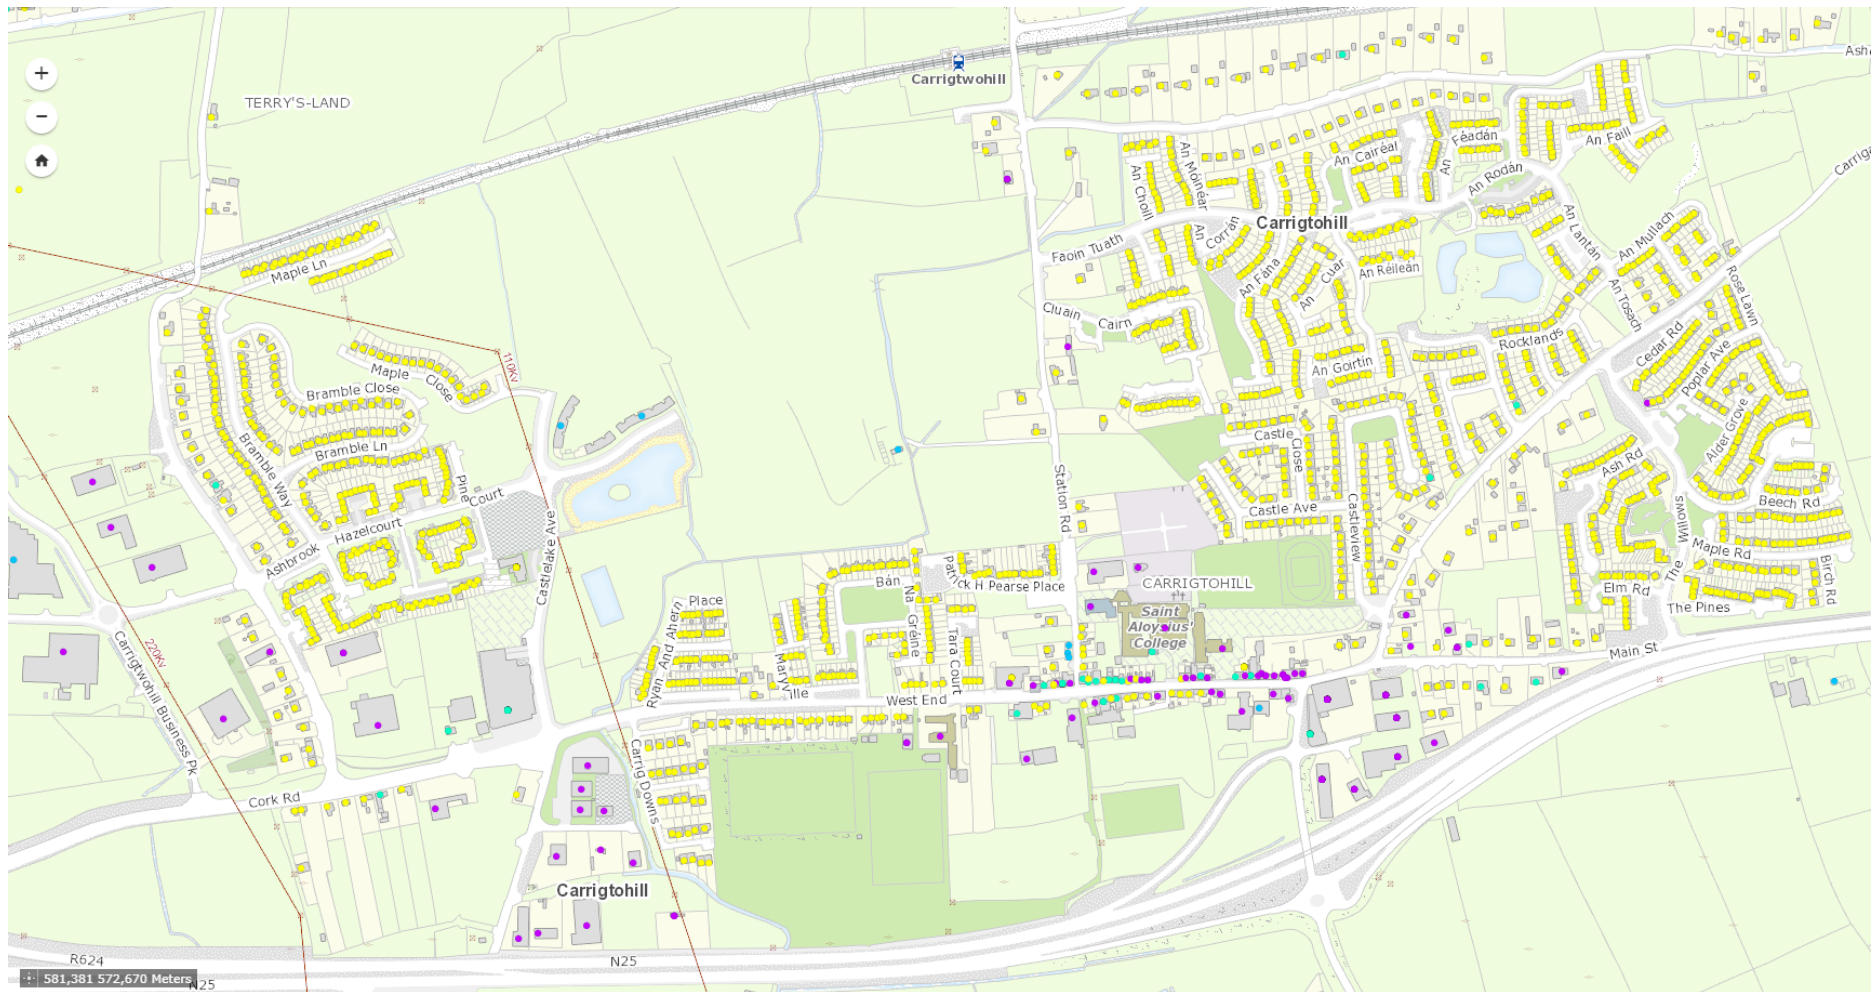 +
−
TERRY'S-LAND
Carrigtwohill
Ash
Carrig
An Choill
An Móinéar
An Cairéal
An
Féadán
An Faill
An Rodán
An Lantán
An Mullach
Rose Lawn
An Tosach
Carrigtohill
Faoin Tuath
An
Corrán
An Fána
An Cuar
An Réileán
Cluain Cairn
Rocklands
An Goirtín
Cedar Rd
Poplar Ave
Alder Grove
Maple Ln
110Kv
Maple Close
Bramble Close
Bramble Way
Bramble Ln
Pine
Court
Hazelcourt
Ashbrook
Castlelake Ave
Station Rd
Castle Close
Castle Ave
Castleview
Ash Rd
The Willows
Beech Rd
Maple Rd
Birch Rd
Elm Rd
The Pines
Main St
CARRIGTOHILL
Saint
Aloysius'
College
Patrick H Pearse Place
Bán
Na
Gréine
Tara Court
Ryan And Ahern
Place
Maryville
West End
220Kv
Carrigtwohill Business Pk
Cork Rd
Carrig Downs
Carrigtohill
R624
N25
N25
581,381 572,670 Meters